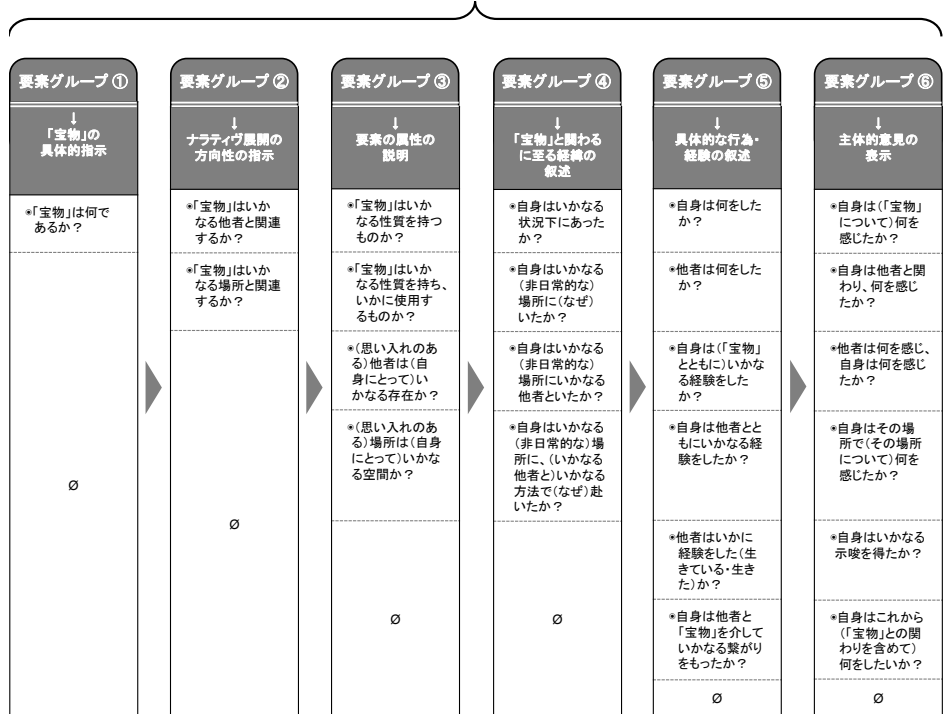 要素グループ ①
↓
「宝物」の
具体的指示
◉「宝物」は何で
あるか？
Ø
要素グループ ②
↓
ナラティヴ展開の
方向性の指示
◉「宝物」はいか
なる他者と関連
するか？
◉「宝物」はいか
なる場所と関連
するか？
Ø
要素グループ ③
↓
要素の属性の
説明
◉「宝物」はいか
なる性質を持つ
ものか？
◉「宝物」はいか
なる性質を持ち、
いかに使用す
るものか？
◉（思い入れのあ
る）他者は（自
身にとって）い
かなる存在か？
◉（思い入れのあ
る）場所は（自身
にとって）いかな
る空間か？
Ø
要素グループ ④
↓
「宝物」と関わる
に至る経緯の
叙述
◉自身はいかなる
状況下にあった
か？
◉自身はいかなる
（非日常的な）
場所に（なぜ）
いたか？
◉自身はいかなる
（非日常的な）
場所にいかなる
他者といたか？
◉自身はいかなる
（非日常的な）場
所に、（いかなる
他者と）いかなる
方法で（なぜ）赴
いたか？
Ø
要素グループ ⑤
↓
具体的な行為・
経験の叙述
◉自身は何をした
か？
◉他者は何をした
か？
◉自身は（「宝物」
とともに）いかな
る経験をした
か？
◉自身は他者とと
もにいかなる経
験をしたか？
◉他者はいかに
経験をした（生
きている・生き
た）か？
◉自身は他者と
「宝物」を介して
いかなる繋がり
をもったか？
Ø
要素グループ ⑥
↓
主体的意見の
表示
◉自身は（「宝物」
について）何を
感じたか？
◉自身は他者と関
わり、何を感じ
たか？
◉他者は何を感じ、
自身は何を感じ
たか？
◉自身はその場
所で（その場所
について）何を
感じたか？
◉自身はいかなる
示唆を得たか？
◉自身はこれから
（「宝物」との関
わりを含めて）
何をしたいか？
Ø